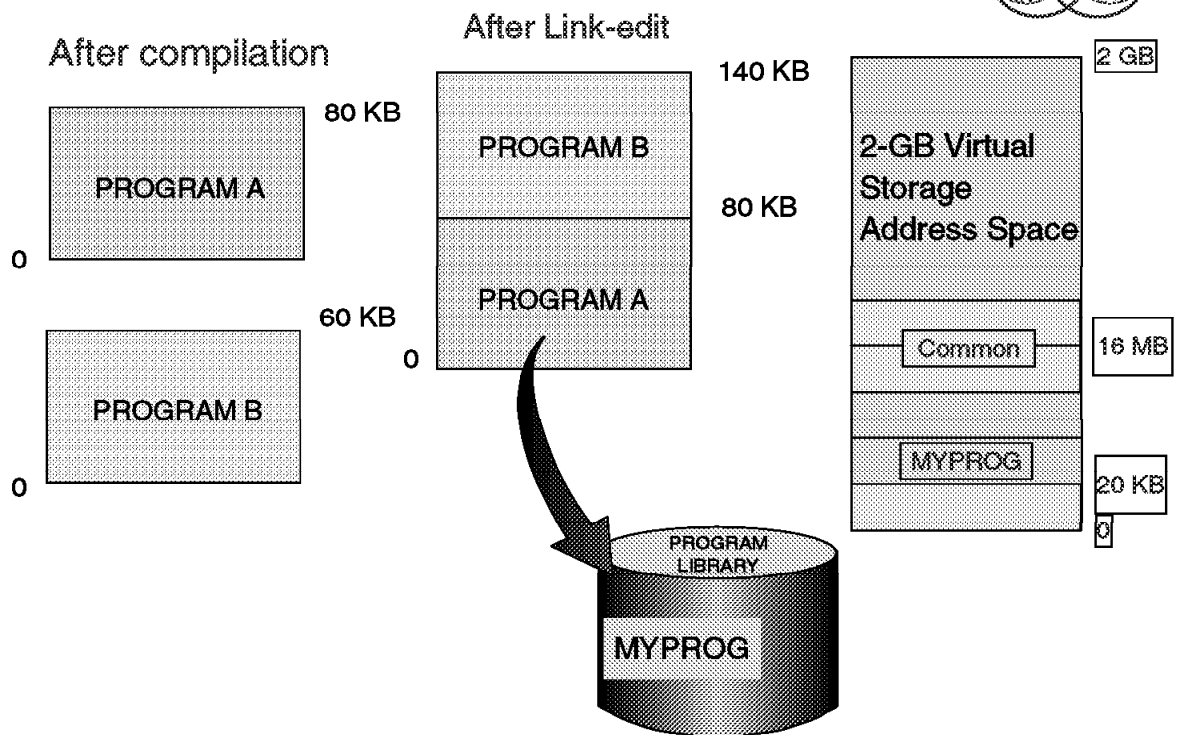 After compilation
80 KB
PROGRAM A
0
60 KB
PROGRAM B
0
After Link-edit
140 KB
PROGRAM B
80 KB
PROGRAM A
0
PROGRAM
LIBRARY
MYPROG
2 GB
2-GB Virtual
Storage
Address Space
Common
16 MB
MYPROG
20 KB
0